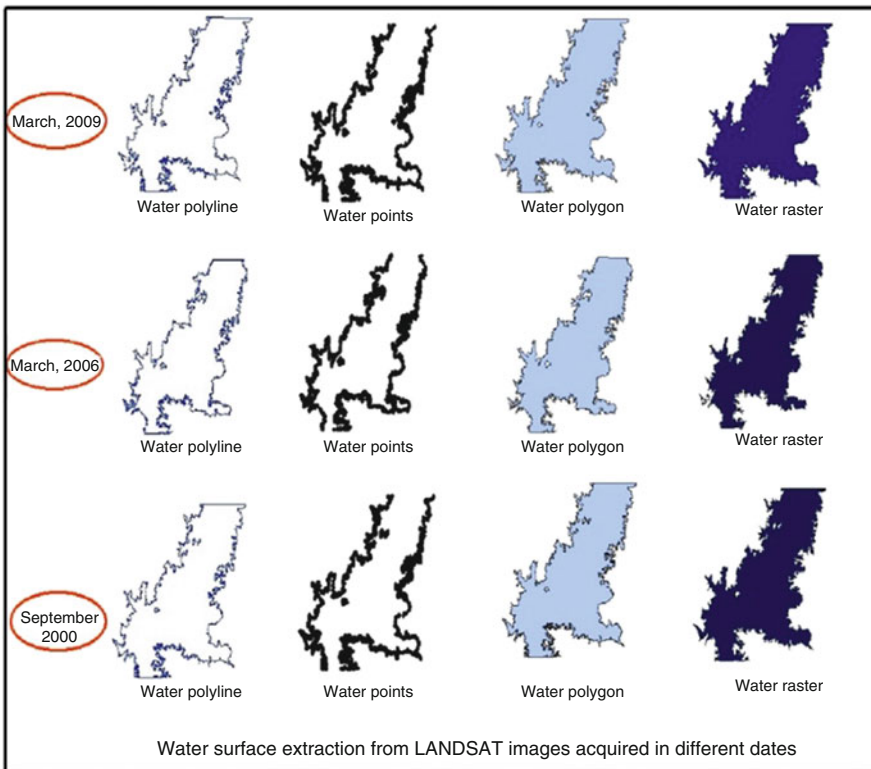 March, 2009
Water polyline
Water points
Water polygon
Water raster
March, 2006
Water polyline
Water points
Water polygon
Water raster
September
2000
Water polyline
Water points
Water polygon
Water raster
Water surface extraction from LANDSAT images acquired in different dates